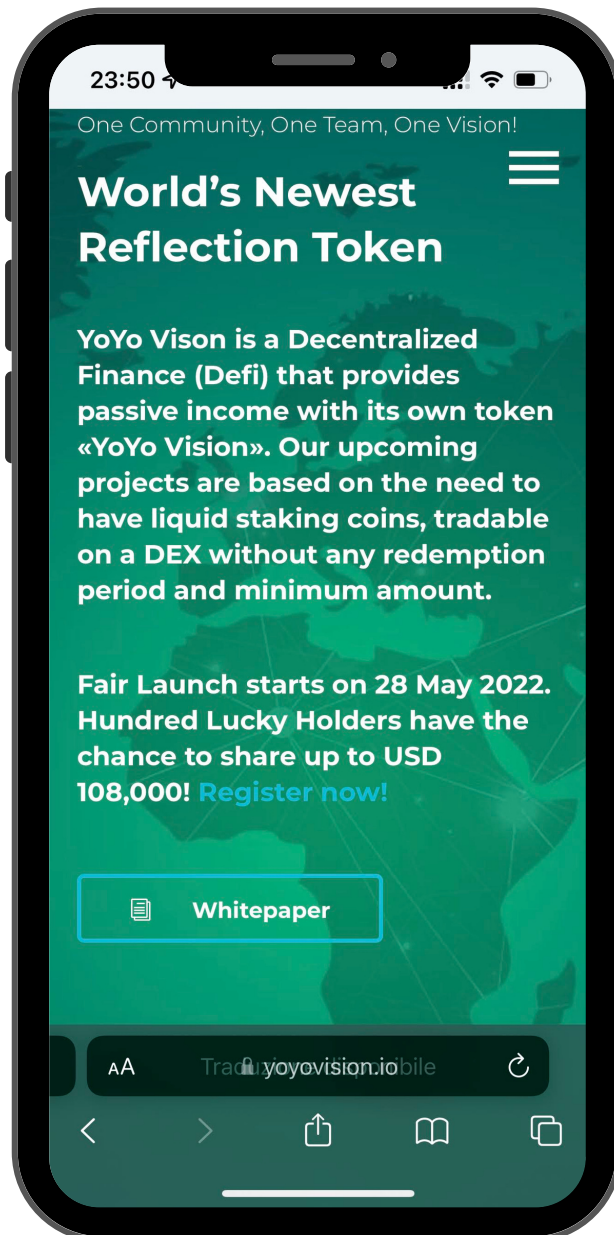 23:50
One Community, One Team, One Vision!
World’s Newest
Reflection Token
YoYo Vison is a Decentralized
Finance (Defi) that provides
passive income with its own token
«YoYo Vision». Our upcoming
projects are based on the need to
have liquid staking coins, tradable
on a DEX without any redemption
period and minimum amount.
Fair Launch starts on 28 May 2022.
Hundred Lucky Holders have the
chance to share up to USD
108,000! Register now!
Whitepaper
AA
Traduzione disponibile
yoyovision.io